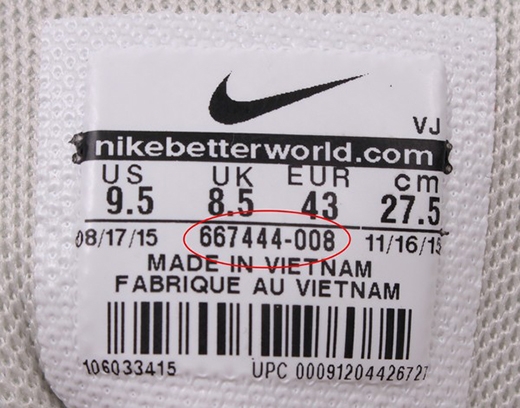 VJ
nikebetterworld.com
US UK EUR cm
9.5 8.5 43 27.5
08/17/15 667444-008 11/16/15
MADE IN VIETNAM
FABRIQUE AU VIETNAM
106033415 UPC 00091204426727